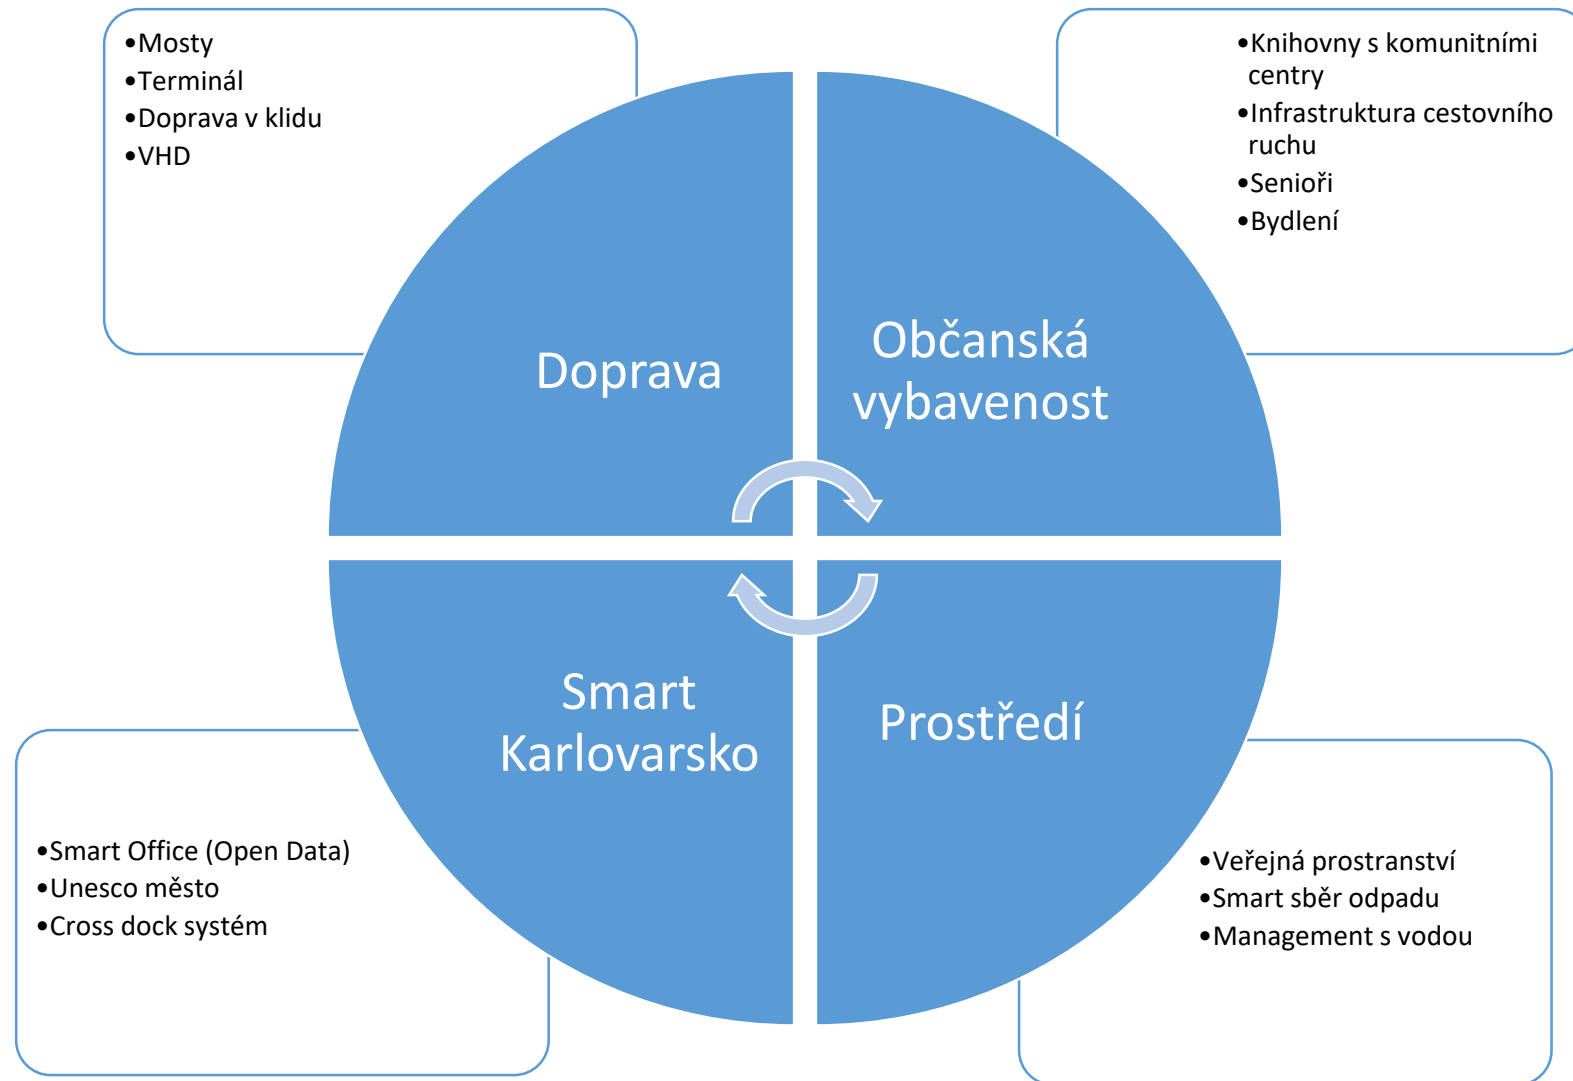 •Mosty
•Terminál
•Doprava v klidu
•VHD
•Knihovny s komunitními
centry
•Infrastruktura cestovního
ruchu
•Senioři
•Bydlení
Doprava
Občanská
vybavenost
Smart
Karlovarsko
Prostředí
•Smart Office (Open Data)
•Unesco město
•Cross dock systém
•Veřejná prostranství
•Smart sběr odpadu
•Management s vodou